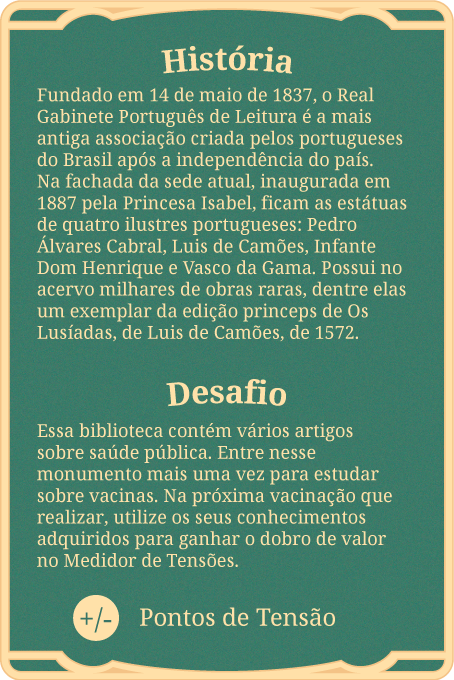 História
Fundado em 14 de maio de 1837, o Real
Gabinete Português de Leitura é a mais
antiga associação criada pelos portugueses
do Brasil após a independência do país.
Na fachada da sede atual, inaugurada em
1887 pela Princesa Isabel, ficam as estátuas
de quatro ilustres portugueses: Pedro
Álvares Cabral, Luis de Camões, Infante
Dom Henrique e Vasco da Gama. Possui no
acervo milhares de obras raras, dentre elas
um exemplar da edição princeps de Os
Lusíadas, de Luis de Camões, de 1572.
Desafio
Essa biblioteca contém vários artigos
sobre saúde pública. Entre nesse
monumento mais uma vez para estudar
sobre vacinas. Na próxima vacinação que
realizar, utilize os seus conhecimentos
adquiridos para ganhar o dobro de valor
no Medidor de Tensões.
+/- Pontos de Tensão